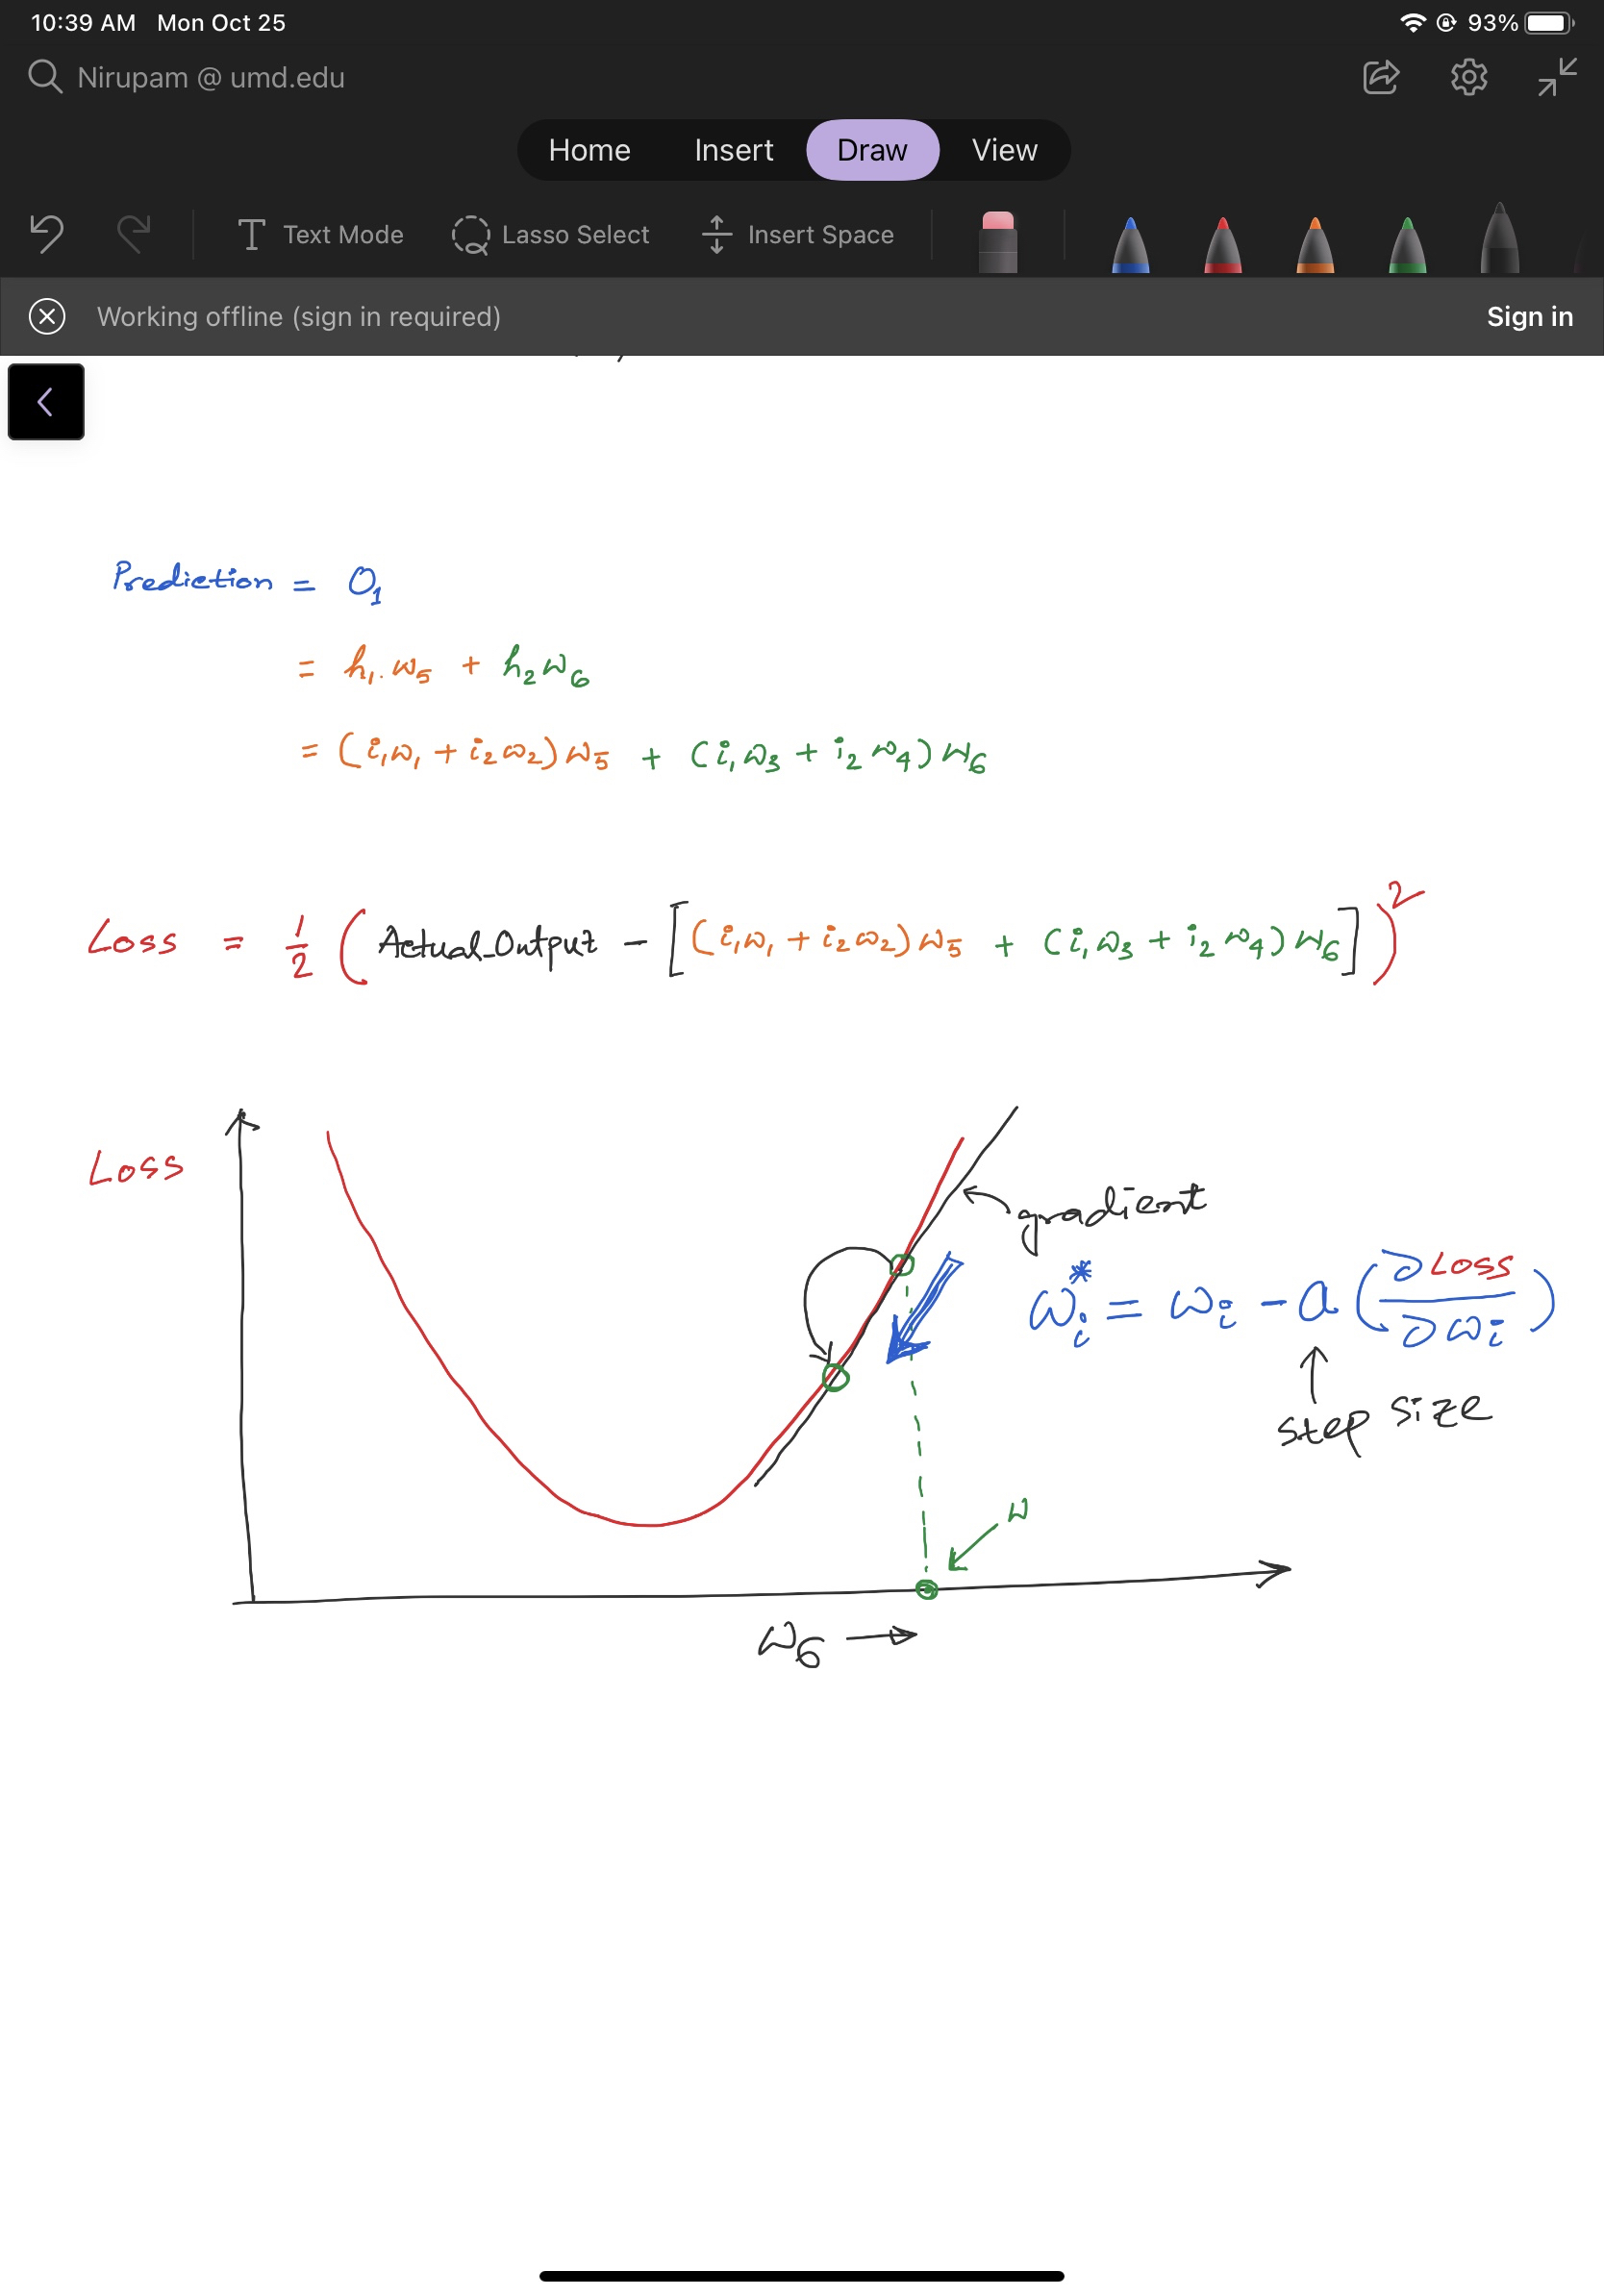 10:39 AM Mon Oct 25 93%
Nirupam @ umd.edu
Home Insert Draw View
Text Mode Lasso Select Insert Space
Working offline (sign in required) Sign in
Prediction = O₁
= h₁. w₅ + h₂ w₆
= (i₁w₁ + i₂w₂) w₅ + (i₁w₃ + i₂w₄) w₆
Loss = 1/2 (Actual_Output - [(i₁w₁ + i₂w₂) w₅ + (i₁w₃ + i₂w₄) w₆])²
Loss
gradient
wᵢ* = wᵢ - a (∂Loss/∂wᵢ)
step size
w
w₆ →